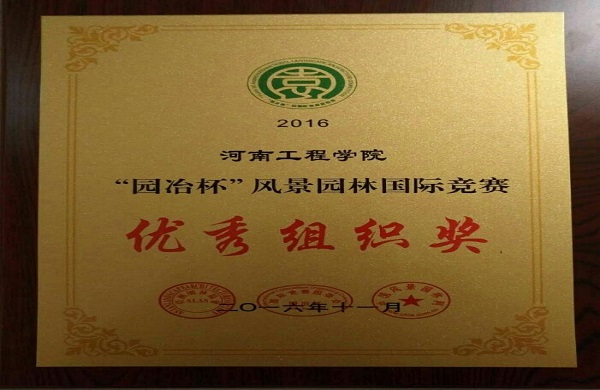 2016
河南工程学院
“园冶杯”风景园林国际竞赛
优秀组织奖
二〇一六年十一月